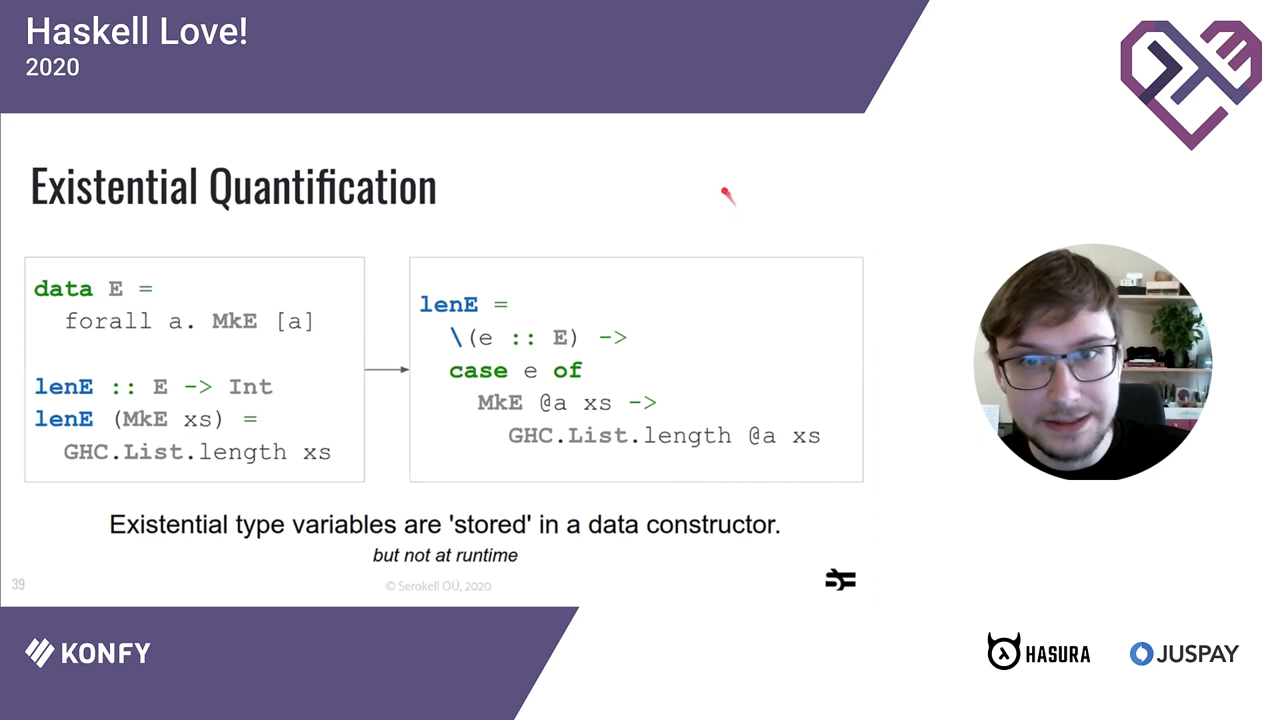 Haskell Love!
2020
Existential Quantification
data E =
forall a. MkE [a]
lenE :: E -> Int
lenE (MkE xs) =
GHC.List.length xs
lenE =
\(e :: E) ->
case e of
MkE @a xs ->
GHC.List.length @a xs
Existential type variables are 'stored' in a data constructor.
but not at runtime
39
© Serokell OÜ, 2020
KONFY
HASURA
JUSPAY